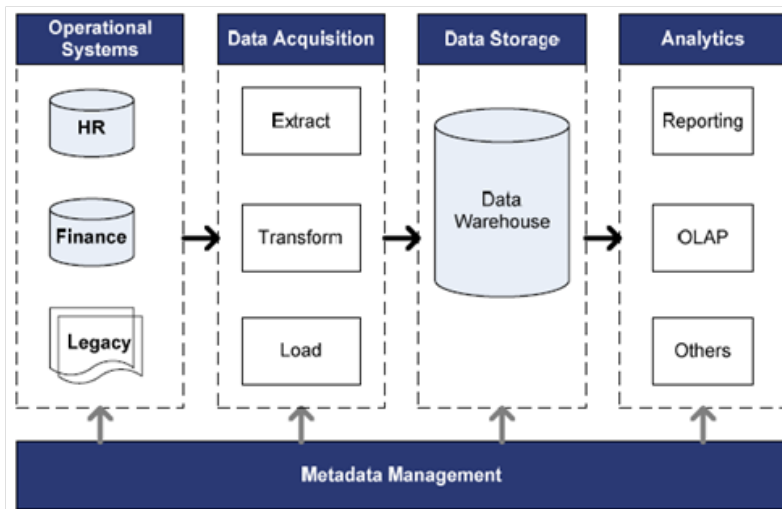 Operational
Systems
Data Acquisition
Data Storage
Analytics
HR
Finance
Legacy
Extract
Transform
Load
Data
Warehouse
Reporting
OLAP
Others
Metadata Management